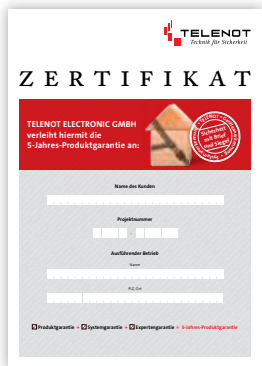 TELENOT
Technik für Sicherheit
ZERTIFIKAT
TELENOT ELECTRONIC GMBH
verleiht hiermit die
5-Jahres-Produktgarantie an:
Gesichert
mit Brief
und Siegel
Name des Kunden
Projektnummer
-
Ausführender Betrieb
Name
PLZ, Ort
Produktgarantie + Systemgarantie + Expertengarantie = 5-Jahres-Produktgarantie